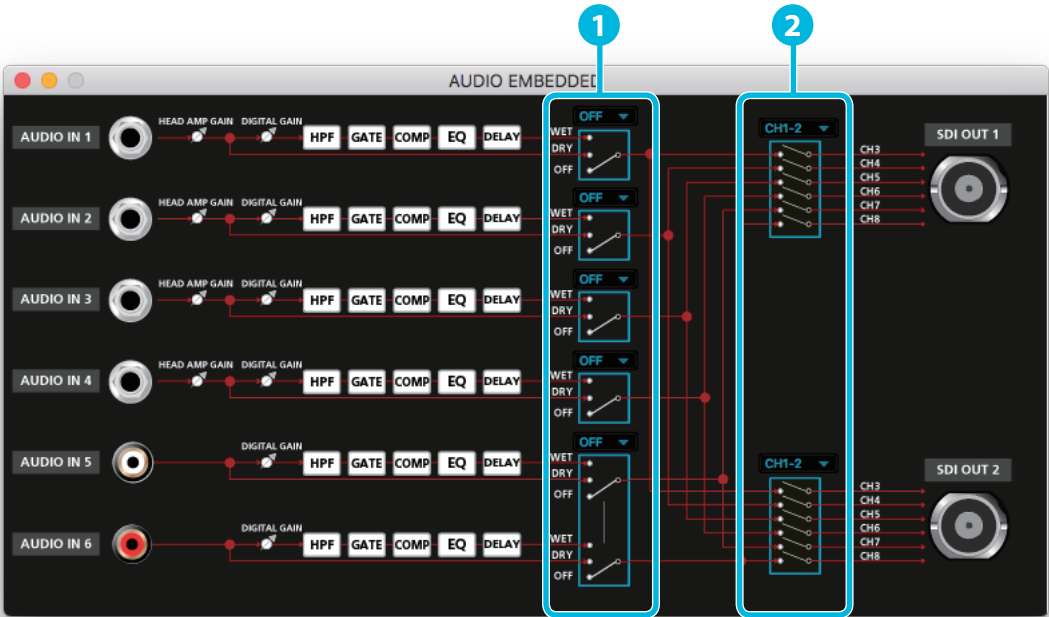 1
2
AUDIO EMBEDDED
AUDIO IN 1
HEAD AMP GAIN
DIGITAL GAIN
HPF
GATE
COMP
EQ
DELAY
OFF
WET
DRY
OFF
CH1-2
CH3
CH4
CH5
CH6
CH7
CH8
SDI OUT 1
AUDIO IN 2
HEAD AMP GAIN
DIGITAL GAIN
HPF
GATE
COMP
EQ
DELAY
OFF
WET
DRY
OFF
AUDIO IN 3
HEAD AMP GAIN
DIGITAL GAIN
HPF
GATE
COMP
EQ
DELAY
OFF
WET
DRY
OFF
AUDIO IN 4
HEAD AMP GAIN
DIGITAL GAIN
HPF
GATE
COMP
EQ
DELAY
OFF
WET
DRY
OFF
AUDIO IN 5
DIGITAL GAIN
HPF
GATE
COMP
EQ
DELAY
OFF
WET
DRY
OFF
CH1-2
CH3
CH4
CH5
CH6
CH7
CH8
SDI OUT 2
AUDIO IN 6
DIGITAL GAIN
HPF
GATE
COMP
EQ
DELAY
WET
DRY
OFF